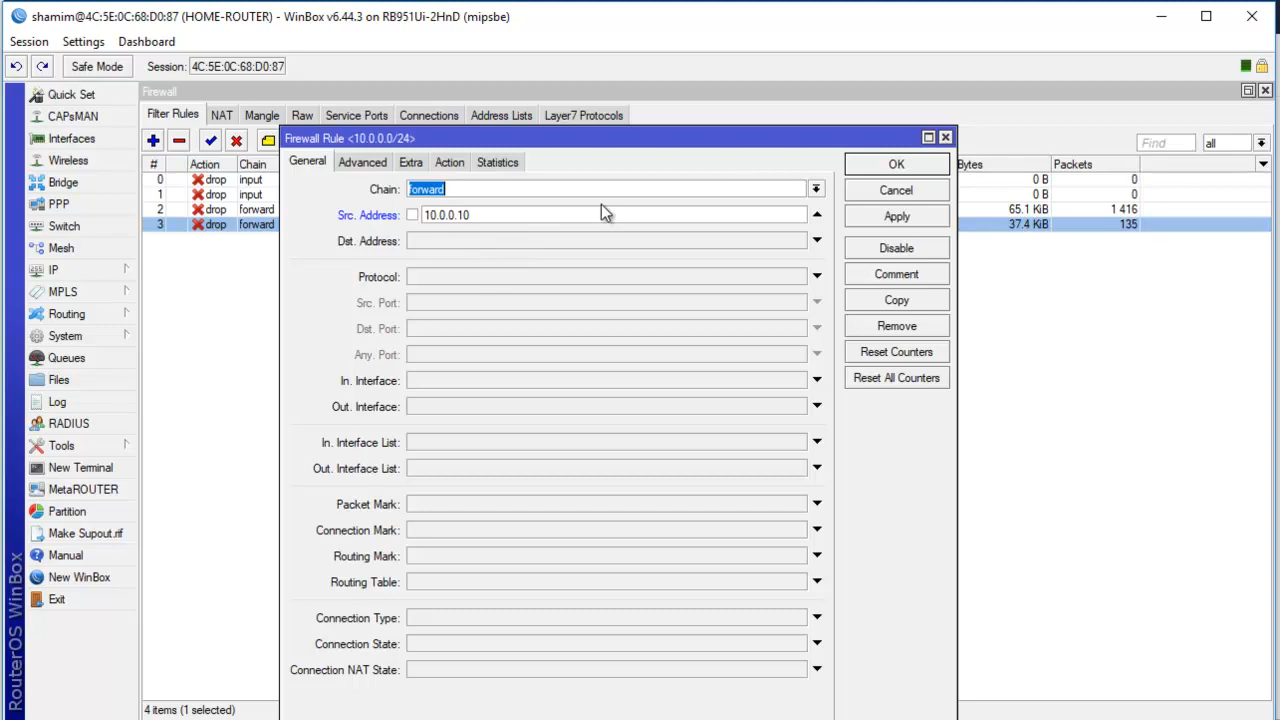 shamim@4C:5E:0C:68:D0:87 (HOME-ROUTER) - WinBox v6.44.3 on RB951Ui-2HnD (mipsbe)
Session Settings Dashboard
Safe Mode Session: 4C:5E:0C:68:D0:87
Quick Set
CAPsMAN
Interfaces
Wireless
Bridge
PPP
Switch
Mesh
IP
MPLS
Routing
System
Queues
Files
Log
RADIUS
Tools
New Terminal
MetaROUTER
Partition
Make Supout.rif
Manual
New WinBox
Exit
RouterOS WinBox
Firewall
Filter Rules NAT Mangle Raw Service Ports Connections Address Lists Layer7 Protocols
Find all
# Action Chain Bytes Packets
0 drop input 0 B 0
1 drop input 0 B 0
2 drop forward 65.1 KiB 1 416
3 drop forward 37.4 KiB 135
4 items (1 selected)
Firewall Rule <10.0.0.0/24>
General Advanced Extra Action Statistics
Chain: forward
Src. Address: 10.0.0.10
Dst. Address:
Protocol:
Src. Port:
Dst. Port:
Any. Port:
In. Interface:
Out. Interface:
In. Interface List:
Out. Interface List:
Packet Mark:
Connection Mark:
Routing Mark:
Routing Table:
Connection Type:
Connection State:
Connection NAT State:
OK
Cancel
Apply
Disable
Comment
Copy
Remove
Reset Counters
Reset All Counters